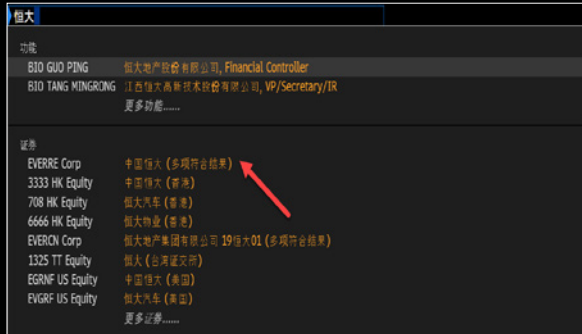 恒大
功能
BIO GUO PING 恒大地产股份有限公司, Financial Controller
BIO TANG MINGRONG 江西恒大高新技术股份有限公司, VP/Secretary/IR
更多功能......
证券
EVERRE Corp 中国恒大 (多项符合结果)
3333 HK Equity 中国恒大 (香港)
708 HK Equity 恒大汽车 (香港)
6666 HK Equity 恒大物业 (香港)
EVERCN Corp 恒大地产集团有限公司 19恒大01 (多项符合结果)
1325 TT Equity 恒大 (台湾证交所)
EGRNF US Equity 中国恒大 (美国)
EVGRF US Equity 恒大汽车 (美国)
更多证券......